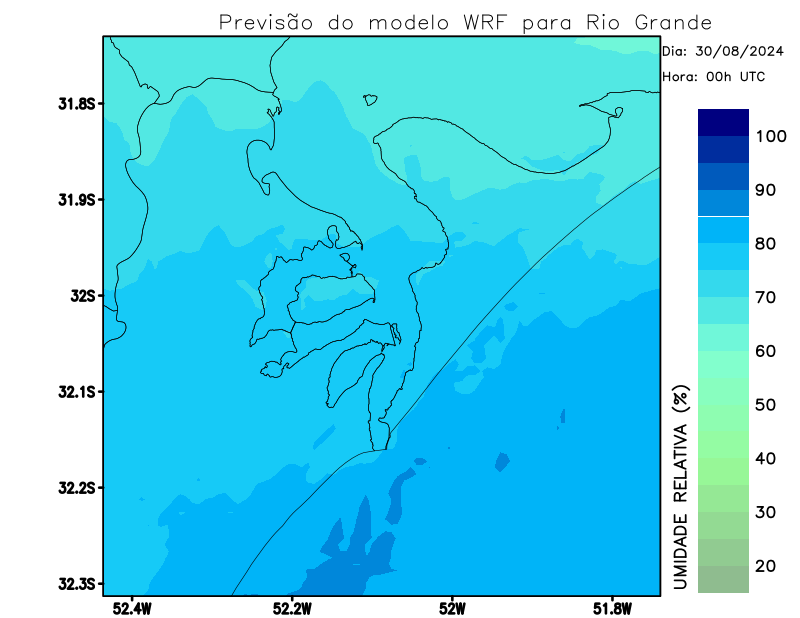 Previsão do modelo WRF para Rio Grande
Dia: 30/08/2024
Hora: 00h UTC
31.8S
31.9S
32S
32.1S
32.2S
32.3S
52.4W
52.2W
52W
51.8W
100
90
80
70
60
50
40
30
20
UMIDADE RELATIVA (%)